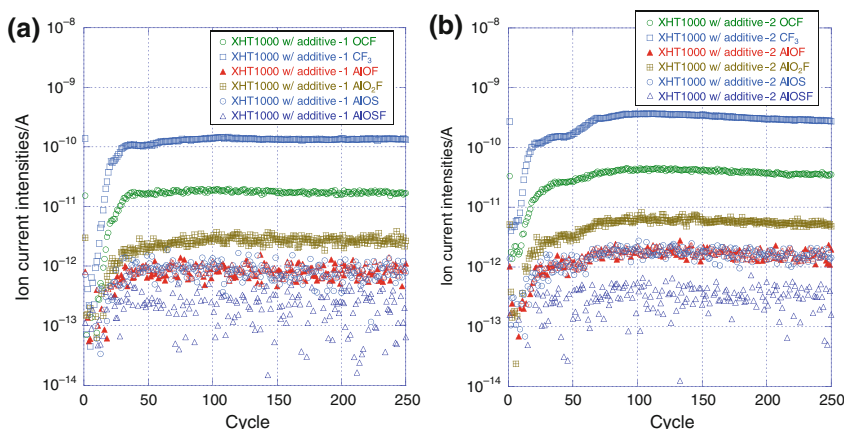 (a)
10⁻⁸
10⁻⁹
10⁻¹⁰
10⁻¹¹
10⁻¹²
10⁻¹³
10⁻¹⁴
Ion current intensities/A
XHT1000 w/ additive-1 OCF
XHT1000 w/ additive-1 CF₃
XHT1000 w/ additive-1 AlOF
XHT1000 w/ additive-1 AlO₂F
XHT1000 w/ additive-1 AlOS
XHT1000 w/ additive-1 AlOSF
0 50 100 150 200 250
Cycle
(b)
10⁻⁸
10⁻⁹
10⁻¹⁰
10⁻¹¹
10⁻¹²
10⁻¹³
10⁻¹⁴
Ion current intensities/A
XHT1000 w/ additive-2 OCF
XHT1000 w/ additive-2 CF₃
XHT1000 w/ additive-2 AlOF
XHT1000 w/ additive-2 AlO₂F
XHT1000 w/ additive-2 AlOS
XHT1000 w/ additive-2 AlOSF
0 50 100 150 200 250
Cycle